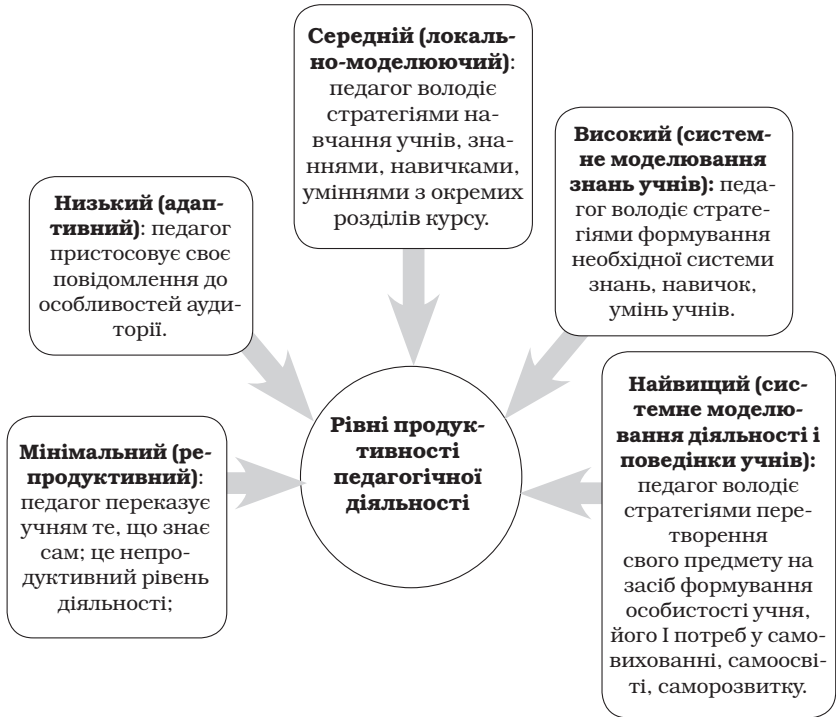 Середній (локаль-
но-моделюючий):
педагог володіє
стратегіями на-
вчання учнів, зна-
ннями, навичками,
уміннями з окремих
розділів курсу.
Високий (систем-
не моделювання
знань учнів): педа-
гог володіє страте-
гіями формування
необхідної системи
знань, навичок,
умінь учнів.
Низький (адап-
тивний): педагог
пристосовує своє
повідомлення до
особливостей ауди-
торії.
Найвищий (сис-
темне моделю-
вання діяльності і
поведінки учнів):
педагог володіє
стратегіями пере-
творення
свого предмету на
засіб формування
особистості учня,
його І потреб у само-
вихованні, самоосві-
ті, саморозвитку.
Рівні продук-
тивності
педагогічної
діяльності
Мінімальний (ре-
продуктивний):
педагог переказує
учням те, що знає
сам; це непро-
дуктивний рівень
діяльності;